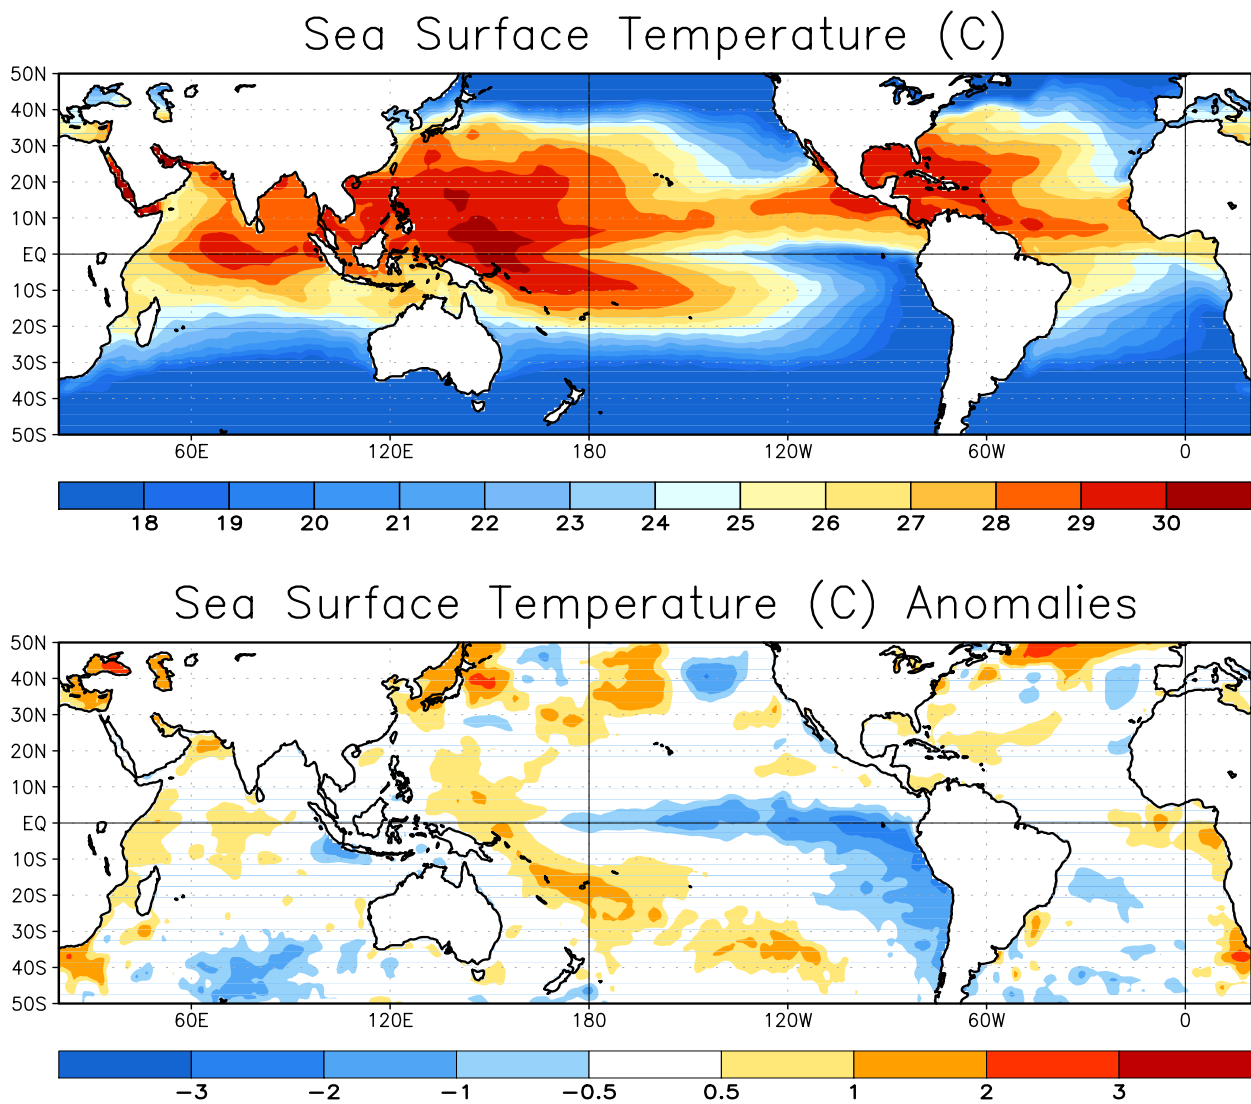 Sea Surface Temperature (C)
50N
40N
30N
20N
10N
EQ
10S
20S
30S
40S
50S
60E 120E 180 120W 60W 0
18 19 20 21 22 23 24 25 26 27 28 29 30
Sea Surface Temperature (C) Anomalies
50N
40N
30N
20N
10N
EQ
10S
20S
30S
40S
50S
60E 120E 180 120W 60W 0
−3 −2 −1 −0.5 0.5 1 2 3